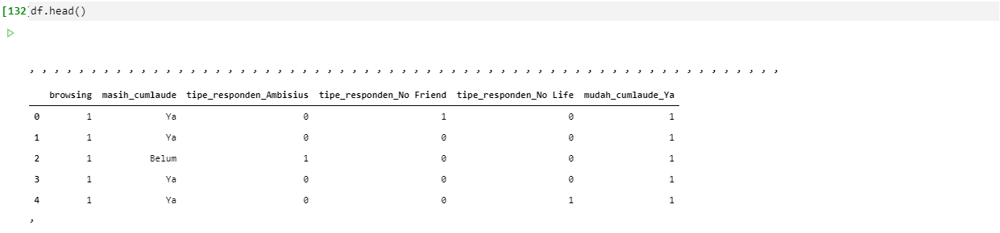 [132] df.head()
, , , , , , , , , , , , , , , , , , , , , , , , , , , , , , , , , , , , , , , , , , , , , , , , , , , , , , , , , , , , ,
browsing masih_cumlaude tipe_responden_Ambisius tipe_responden_No Friend tipe_responden_No Life mudah_cumlaude_Ya
0 1 Ya 0 1 0 1
1 1 Ya 0 0 0 1
2 1 Belum 1 0 0 1
3 1 Ya 0 0 0 1
4 1 Ya 0 0 1 1
,